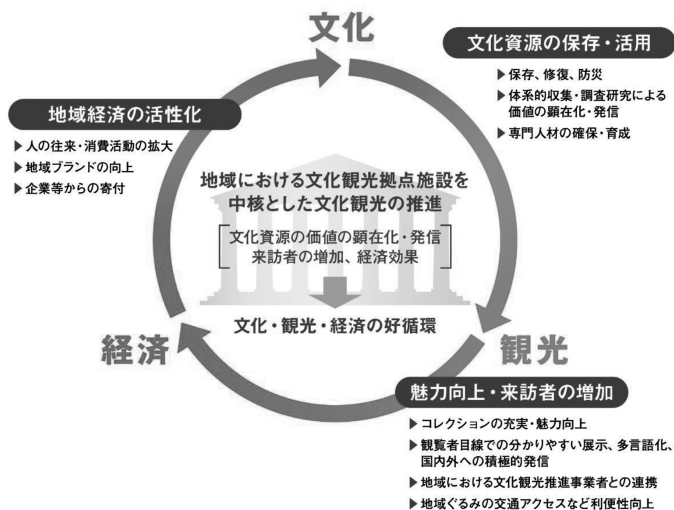 文化
文化資源の保存・活用
▶保存、修復、防災
▶体系的収集・調査研究による
価値の顕在化・発信
▶専門人材の確保・育成
地域経済の活性化
▶人の往来・消費活動の拡大
▶地域ブランドの向上
▶企業等からの寄付
地域における文化観光拠点施設を
中核とした文化観光の推進
文化資源の価値の顕在化・発信
来訪者の増加、経済効果
文化・観光・経済の好循環
経済
観光
魅力向上・来訪者の増加
▶コレクションの充実・魅力向上
▶観覧者目線での分かりやすい展示、多言語化、
国内外への積極的発信
▶地域における文化観光推進事業者との連携
▶地域ぐるみの交通アクセスなど利便性向上